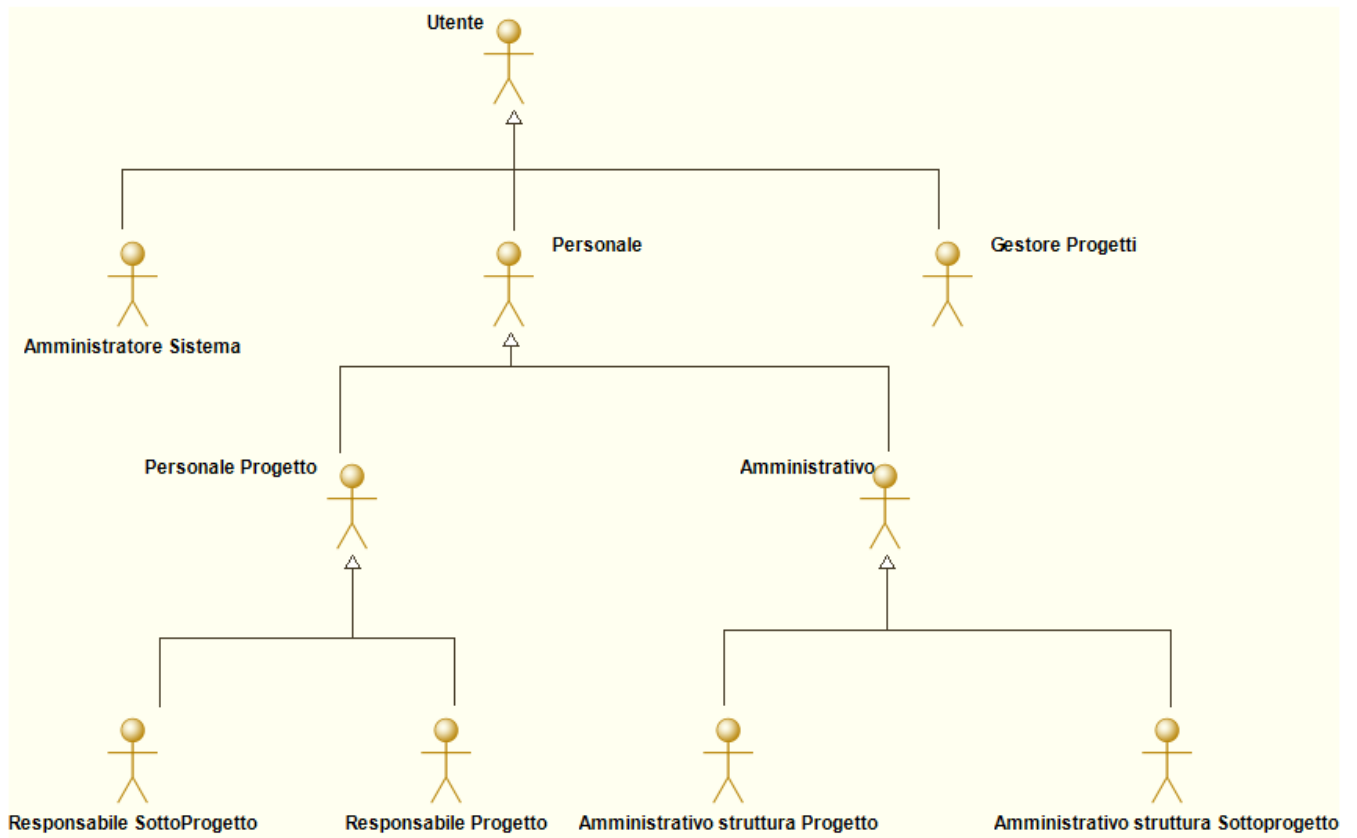 Utente
Personale
Gestore Progetti
Amministratore Sistema
Personale Progetto
Amministrativo
Responsabile SottoProgetto
Responsabile Progetto
Amministrativo struttura Progetto
Amministrativo struttura Sottoprogetto